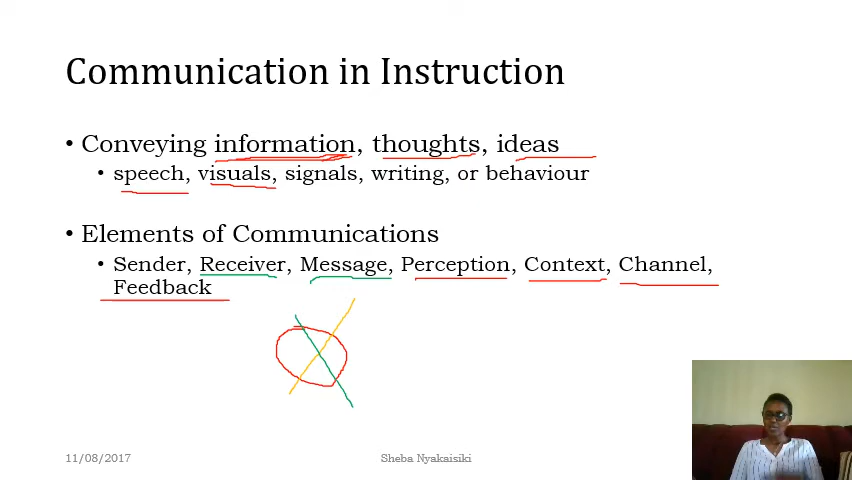 Communication in Instruction
• Conveying information, thoughts, ideas
• speech, visuals, signals, writing, or behaviour
• Elements of Communications
• Sender, Receiver, Message, Perception, Context, Channel,
Feedback
11/08/2017
Sheba Nyakaisiki